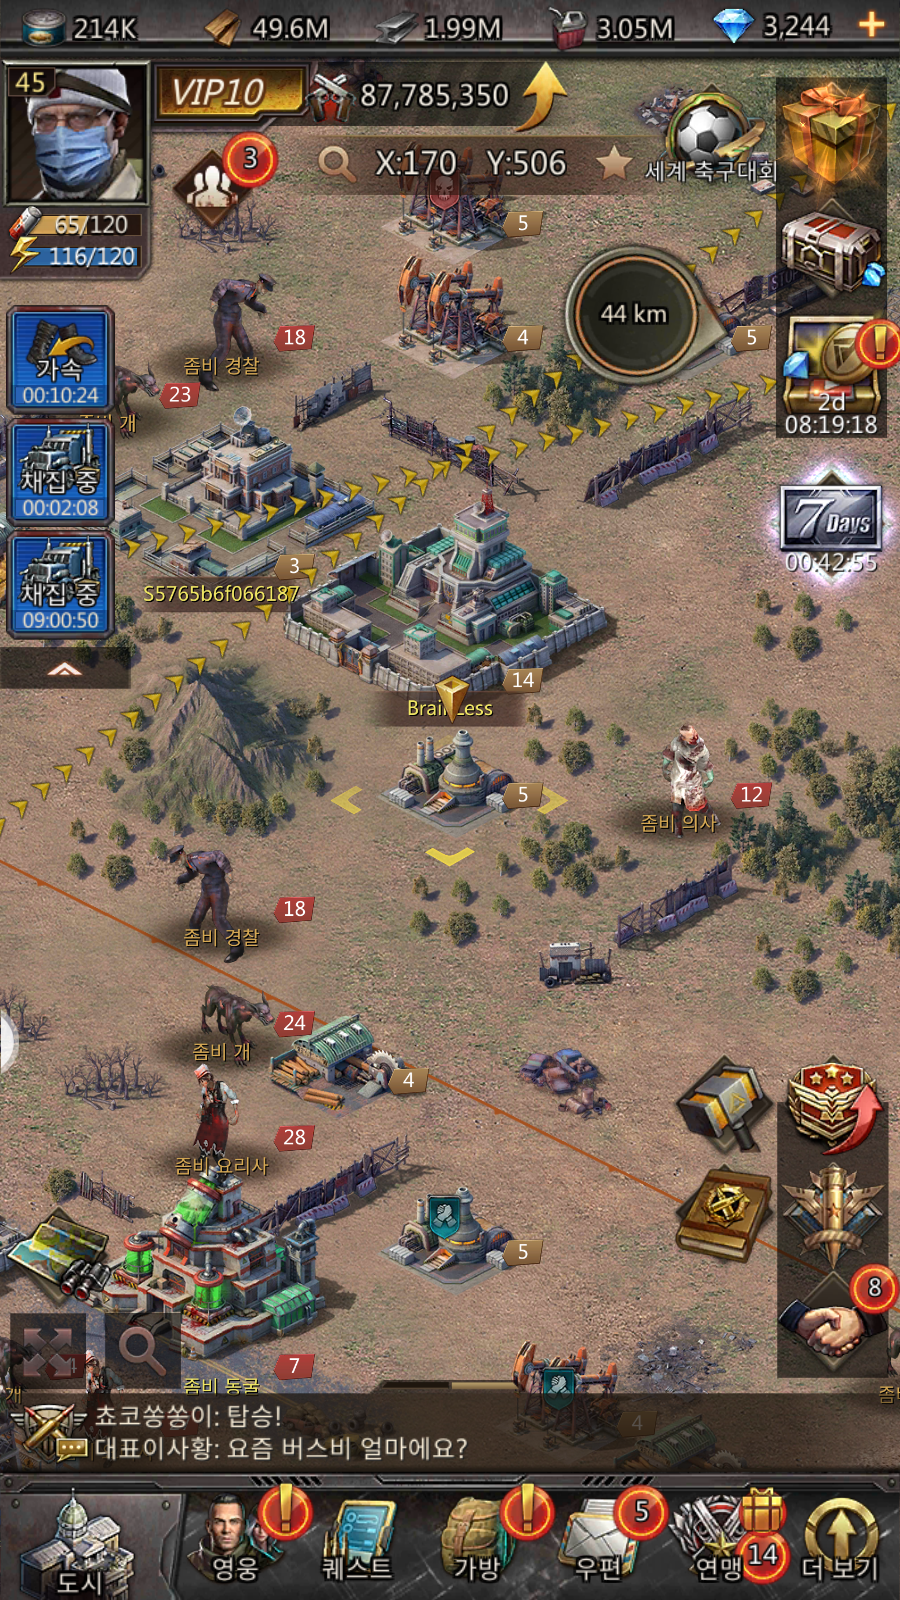 214K 49.6M 1.99M 3.05M 3,244
45
VIP10
87,785,350
3
X:170 Y:506
세계 축구대회
65/120
116/120
5
4
44 km
5
STOP
18
좀비 경찰
23
개
가속
00:10:24
2d
08:19:18
채집 중
00:02:08
7 Days
00:42:55
3
S5765b6f066187
채집 중
09:00:50
14
5
12
좀비 의사
18
좀비 경찰
24
좀비 개
4
28
좀비 요리사
5
8
7
좀비 동굴
개
4
쵸코쏭쏭이: 탑승!
대표이사황: 요즘 버스비 얼마에요?
5
14
도시
영웅
퀘스트
가방
우편
연맹
더 보기